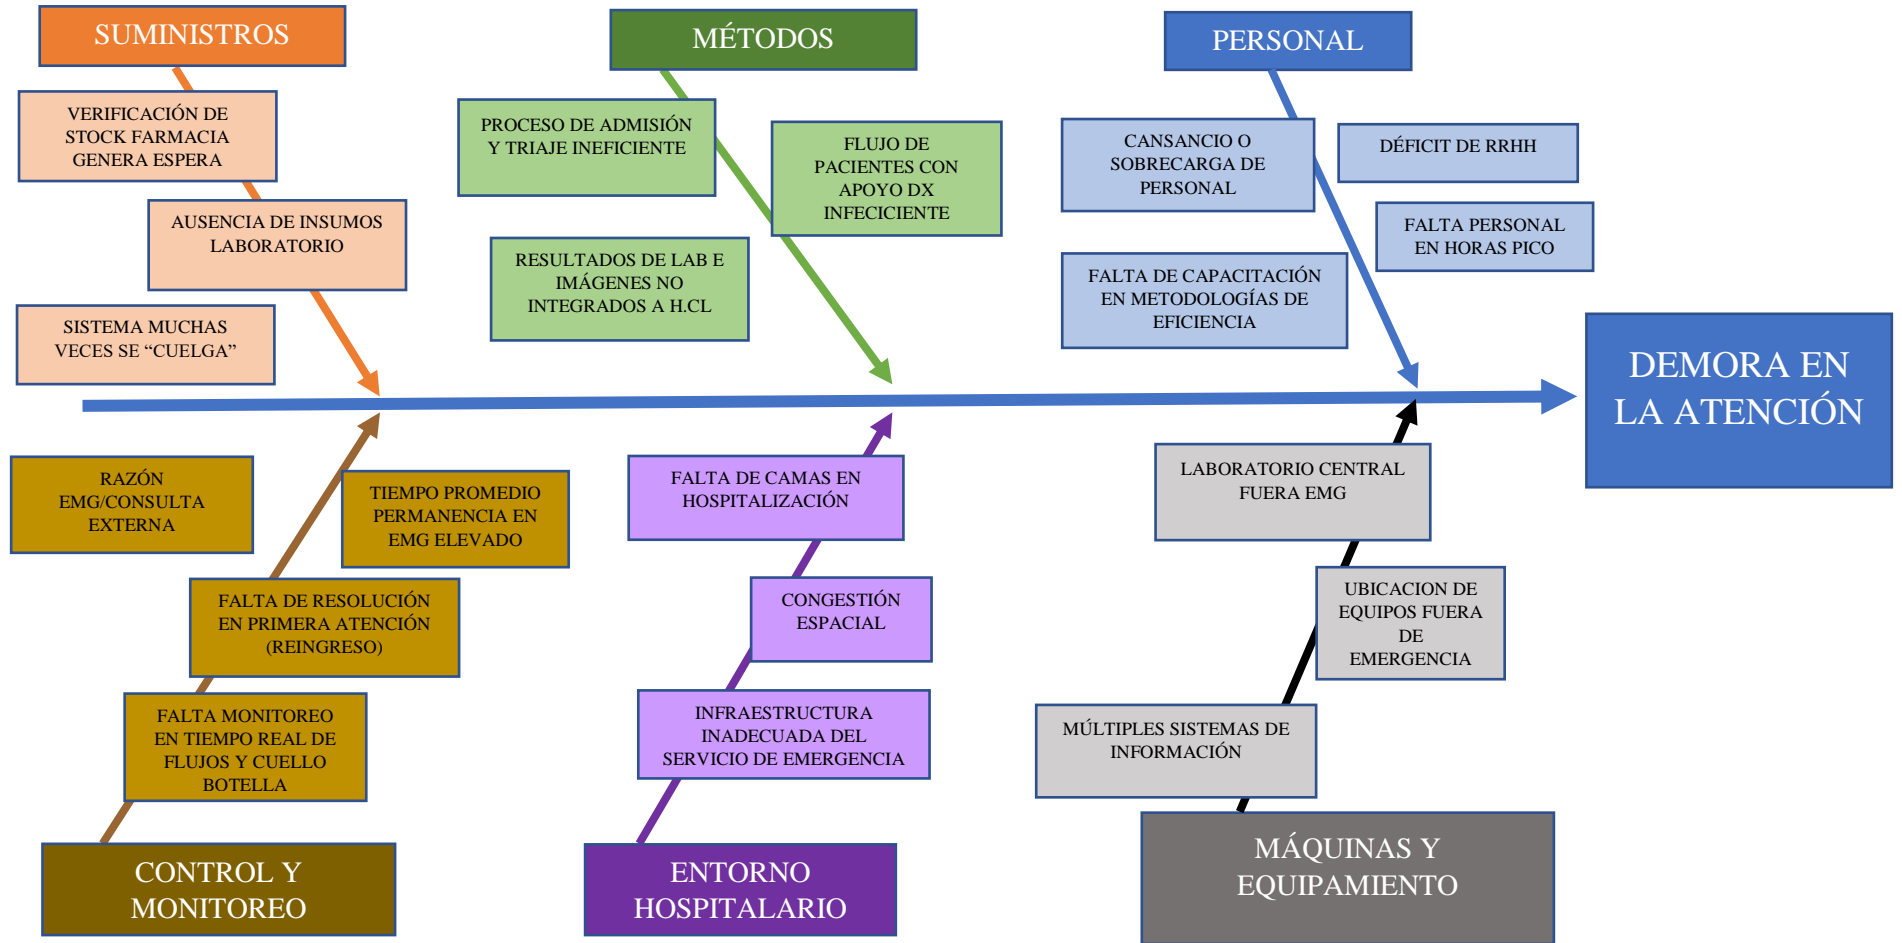 SUMINISTROS
MÉTODOS
PERSONAL
VERIFICACIÓN DE
STOCK FARMACIA
GENERA ESPERA
AUSENCIA DE INSUMOS
LABORATORIO
SISTEMA MUCHAS
VECES SE “CUELGA”
PROCESO DE ADMISIÓN
Y TRIAJE INEFICIENTE
FLUJO DE
PACIENTES CON
APOYO DX
INFECICIENTE
RESULTADOS DE LAB E
IMÁGENES NO
INTEGRADOS A H.CL
CANSANCIO O
SOBRECARGA DE
PERSONAL
DÉFICIT DE RRHH
FALTA PERSONAL
EN HORAS PICO
FALTA DE CAPACITACIÓN
EN METODOLOGÍAS DE
EFICIENCIA
DEMORA EN
LA ATENCIÓN
RAZÓN
EMG/CONSULTA
EXTERNA
TIEMPO PROMEDIO
PERMANENCIA EN
EMG ELEVADO
FALTA DE RESOLUCIÓN
EN PRIMERA ATENCIÓN
(REINGRESO)
FALTA MONITOREO
EN TIEMPO REAL DE
FLUJOS Y CUELLO
BOTELLA
FALTA DE CAMAS EN
HOSPITALIZACIÓN
CONGESTIÓN
ESPACIAL
INFRAESTRUCTURA
INADECUADA DEL
SERVICIO DE EMERGENCIA
LABORATORIO CENTRAL
FUERA EMG
UBICACION DE
EQUIPOS FUERA
DE
EMERGENCIA
MÚLTIPLES SISTEMAS DE
INFORMACIÓN
CONTROL Y
MONITOREO
ENTORNO
HOSPITALARIO
MÁQUINAS Y
EQUIPAMIENTO